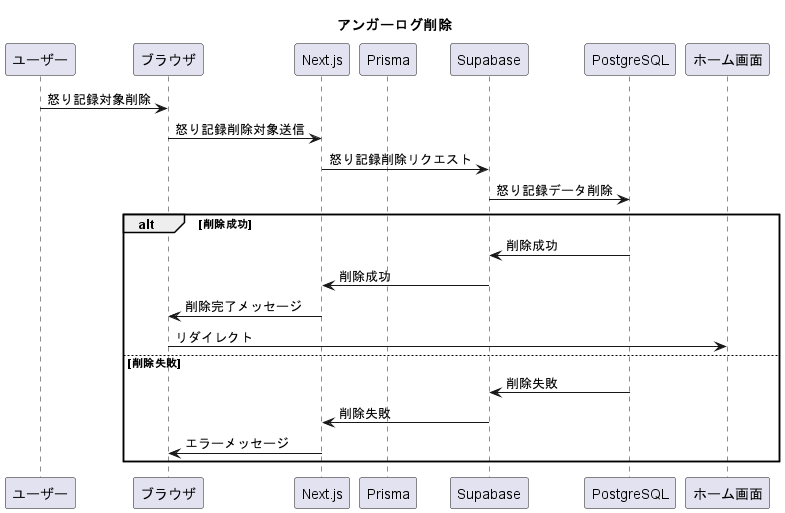 アンガーログ削除
ユーザー ブラウザ Next.js Prisma Supabase PostgreSQL ホーム画面
怒り記録対象削除
怒り記録削除対象送信
怒り記録削除リクエスト
怒り記録データ削除
alt [削除成功]
削除成功
削除成功
削除完了メッセージ
リダイレクト
[削除失敗]
削除失敗
削除失敗
エラーメッセージ
ユーザー ブラウザ Next.js Prisma Supabase PostgreSQL ホーム画面